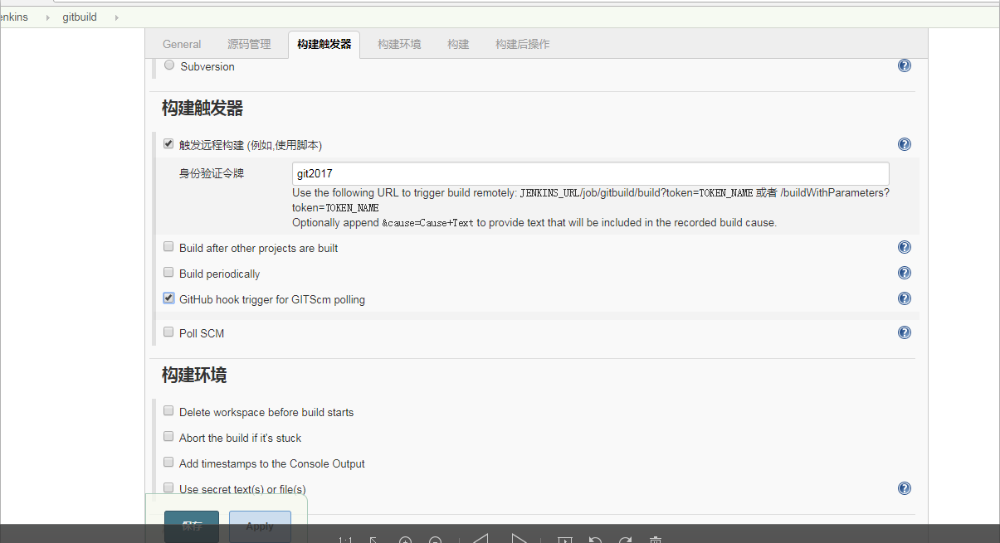 enkins gitbuild
General 源码管理 构建触发器 构建环境 构建 构建后操作
Subversion
构建触发器
触发远程构建 (例如,使用脚本)
身份验证令牌 git2017
Use the following URL to trigger build remotely: JENKINS_URL/job/gitbuild/build?token=TOKEN_NAME 或者 /buildWithParameters?
token=TOKEN_NAME
Optionally append &cause=Cause+Text to provide text that will be included in the recorded build cause.
Build after other projects are built
Build periodically
GitHub hook trigger for GITScm polling
Poll SCM
构建环境
Delete workspace before build starts
Abort the build if it's stuck
Add timestamps to the Console Output
Use secret text(s) or file(s)
保存 Apply
1:1